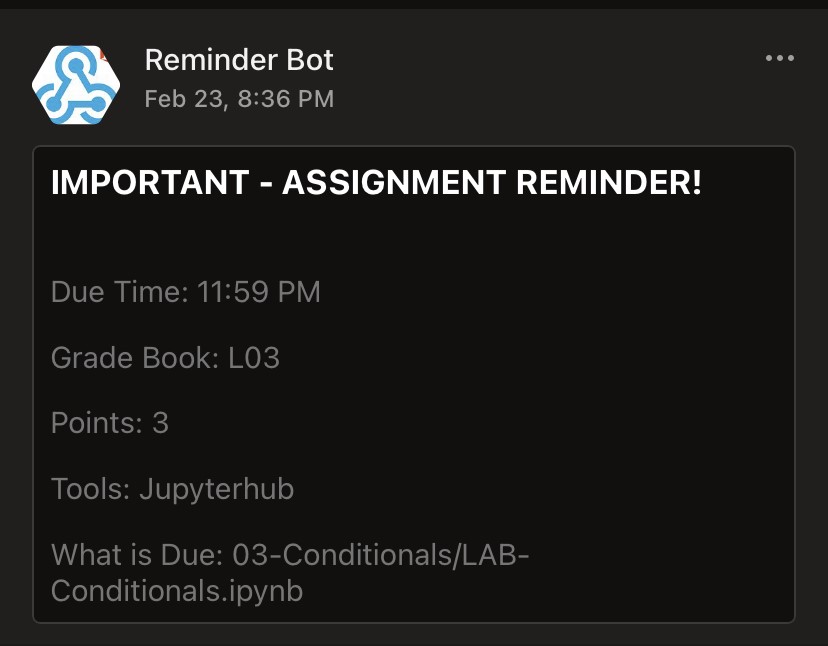 Reminder Bot
Feb 23, 8:36 PM
IMPORTANT - ASSIGNMENT REMINDER!
Due Time: 11:59 PM
Grade Book: L03
Points: 3
Tools: Jupyterhub
What is Due: 03-Conditionals/LAB-
Conditionals.ipynb